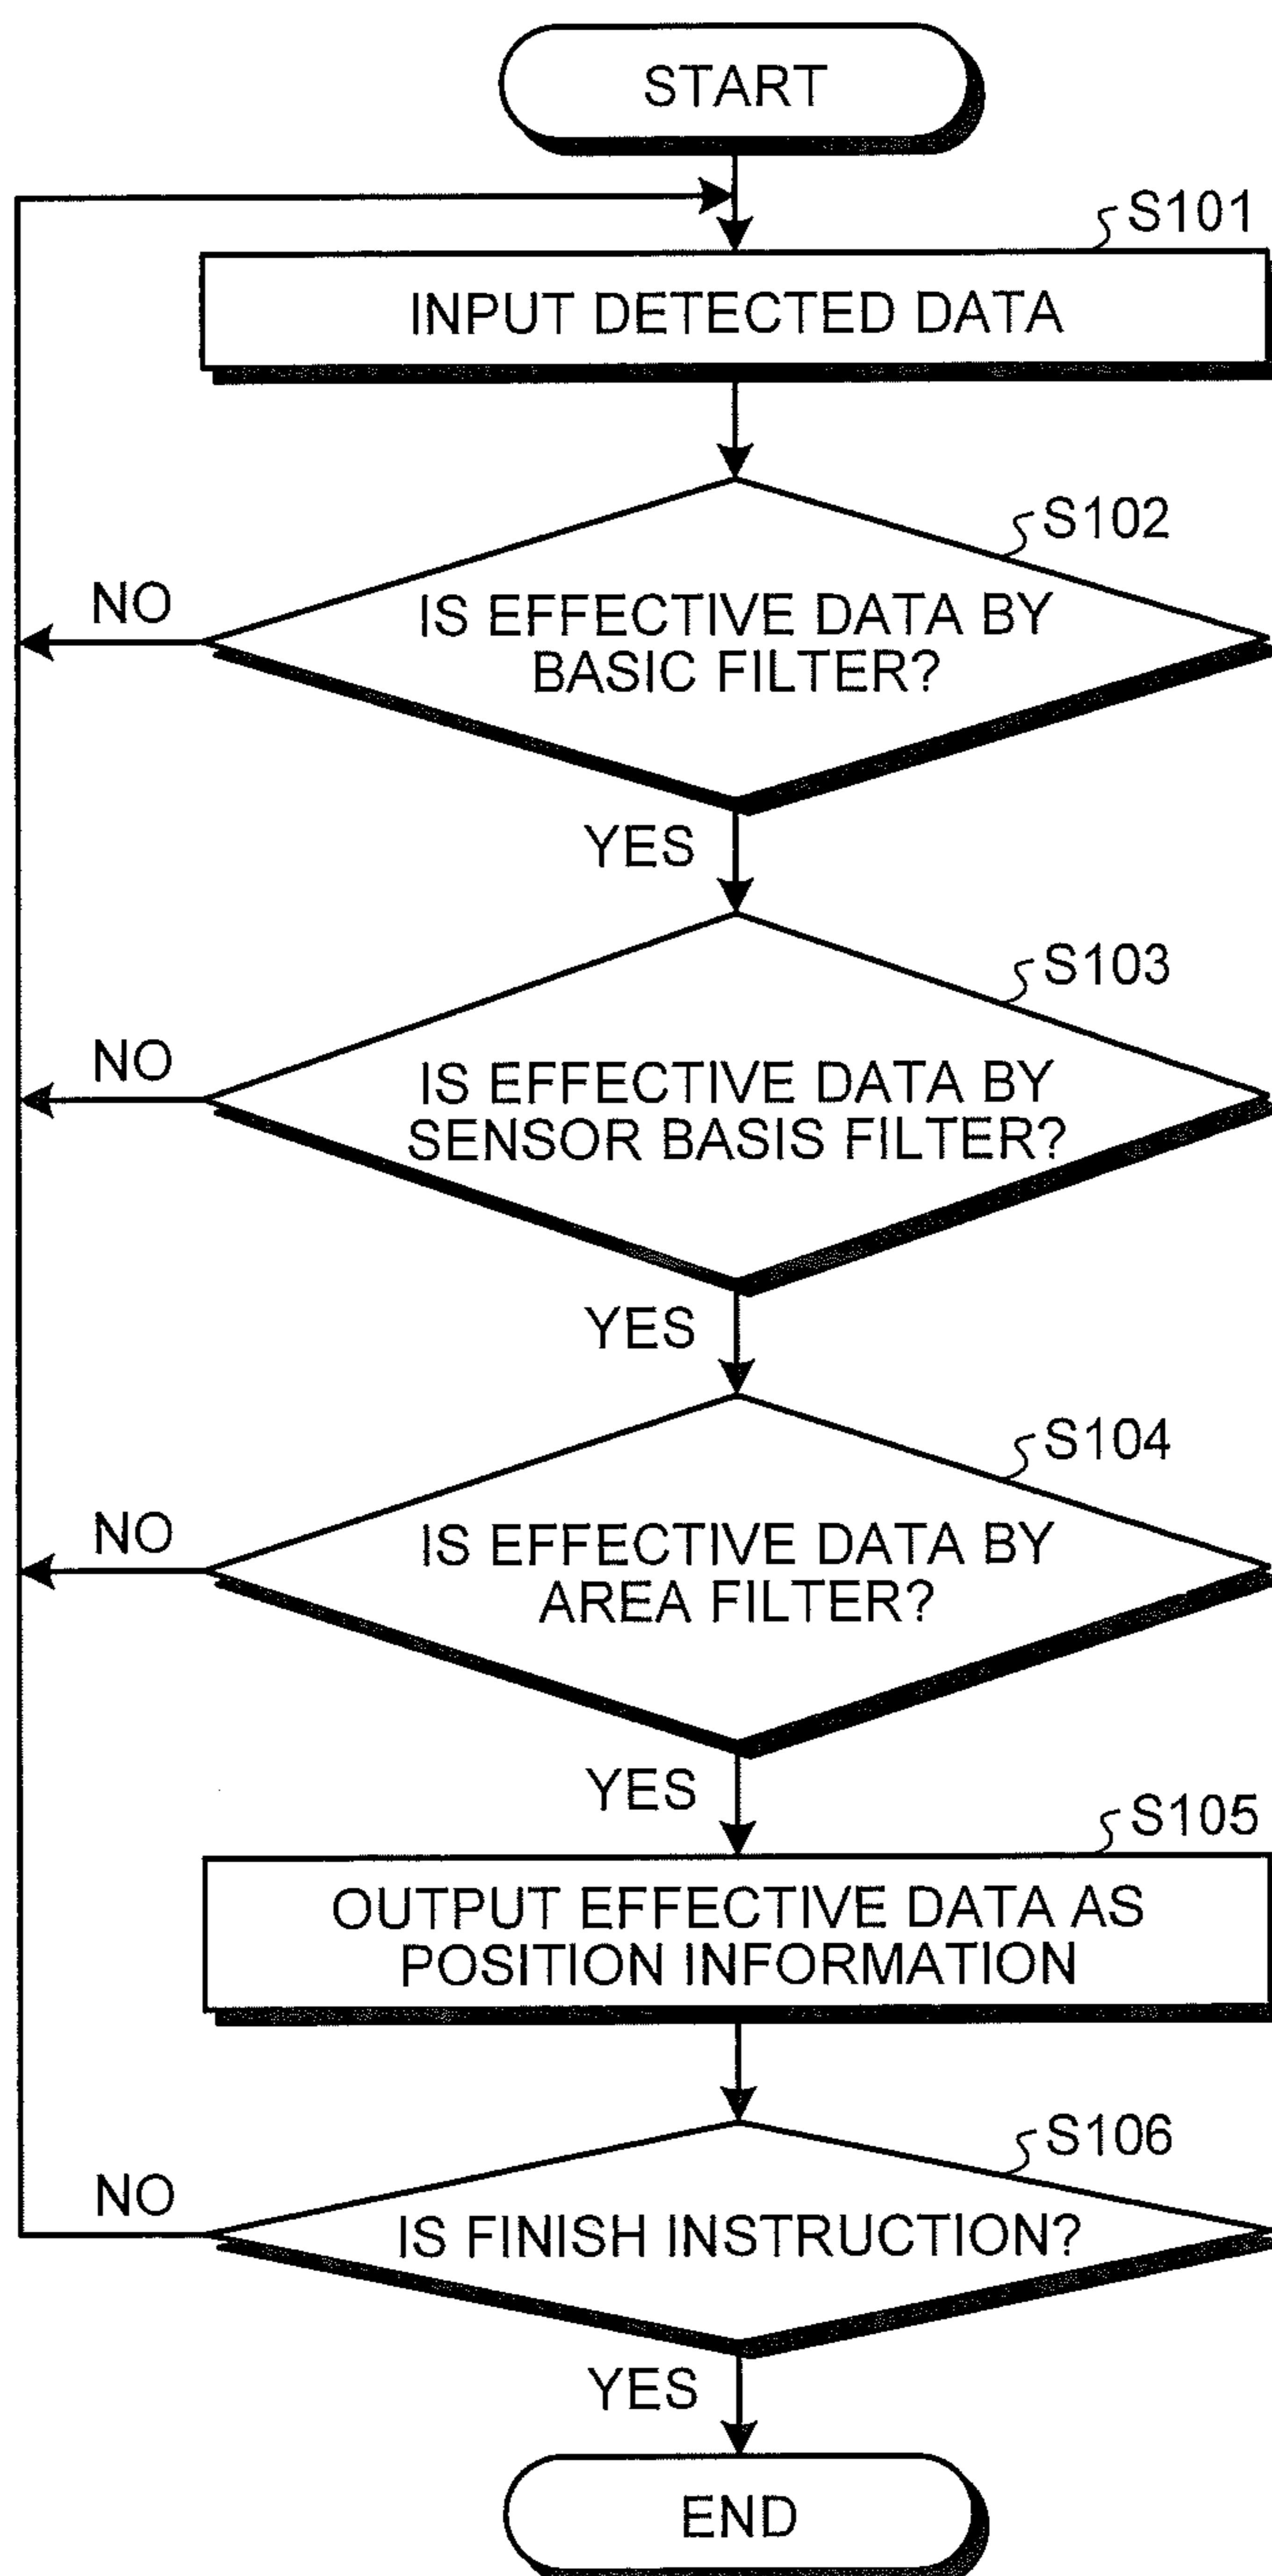 START
S101
INPUT DETECTED DATA
S102
NO
IS EFFECTIVE DATA BY
BASIC FILTER?
YES
S103
NO
IS EFFECTIVE DATA BY
SENSOR BASIS FILTER?
YES
S104
NO
IS EFFECTIVE DATA BY
AREA FILTER?
YES
S105
OUTPUT EFFECTIVE DATA AS
POSITION INFORMATION
S106
NO
IS FINISH INSTRUCTION?
YES
END